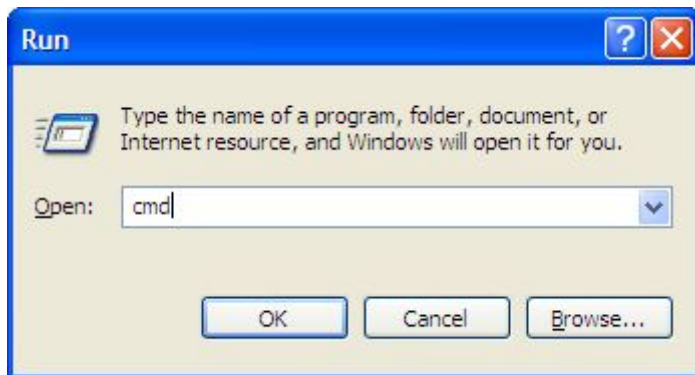 Run
Type the name of a program, folder, document, or
Internet resource, and Windows will open it for you.
Open: cmd
OK Cancel Browse...